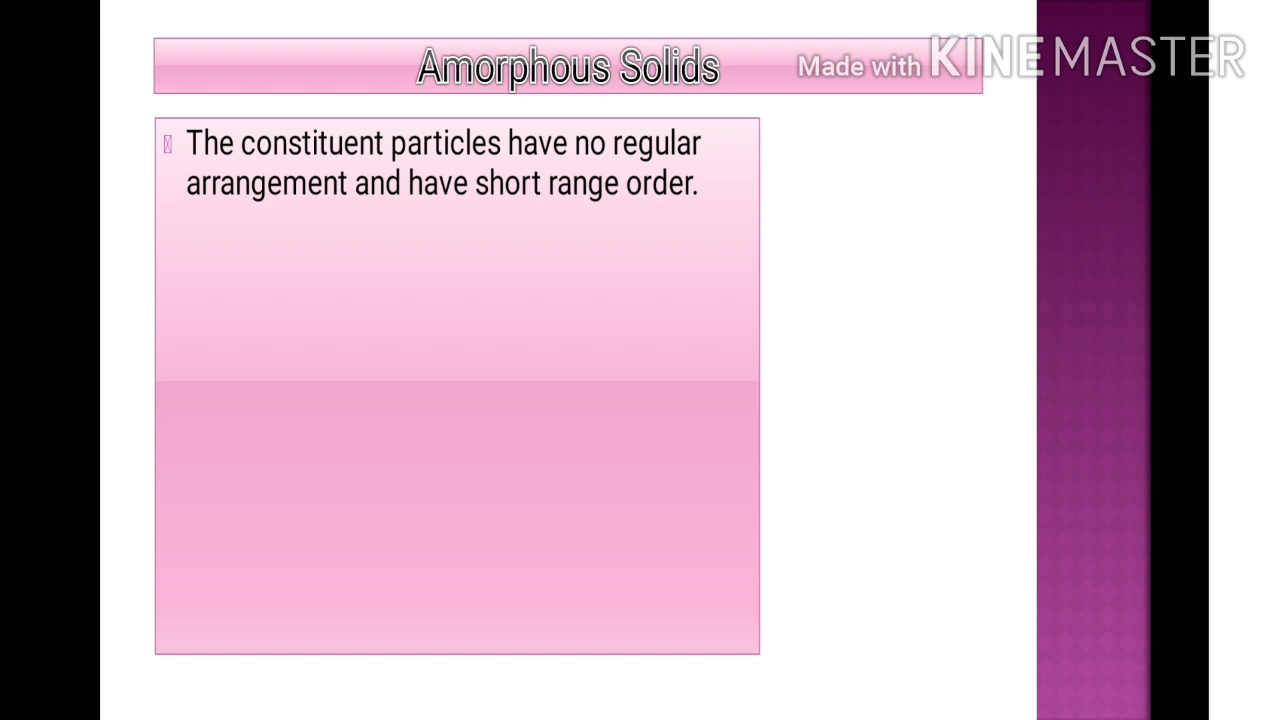 Amorphous Solids
Made with KINEMASTER
The constituent particles have no regular
arrangement and have short range order.